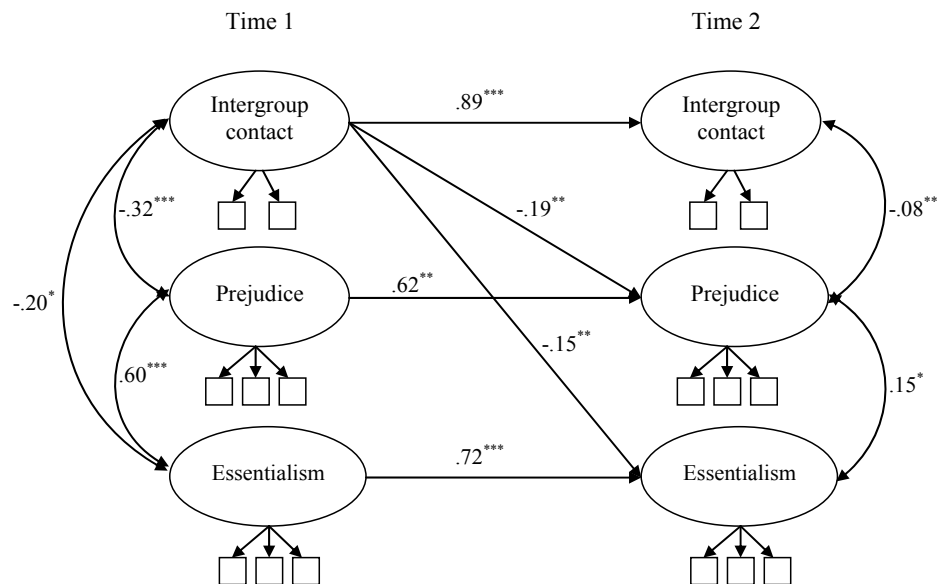 Time 1
Time 2
Intergroup
contact
.89***
Intergroup
contact
-.32***
-.19**
-.08**
Prejudice
.62**
Prejudice
-.20*
-.15**
.60***
.15*
Essentialism
.72***
Essentialism